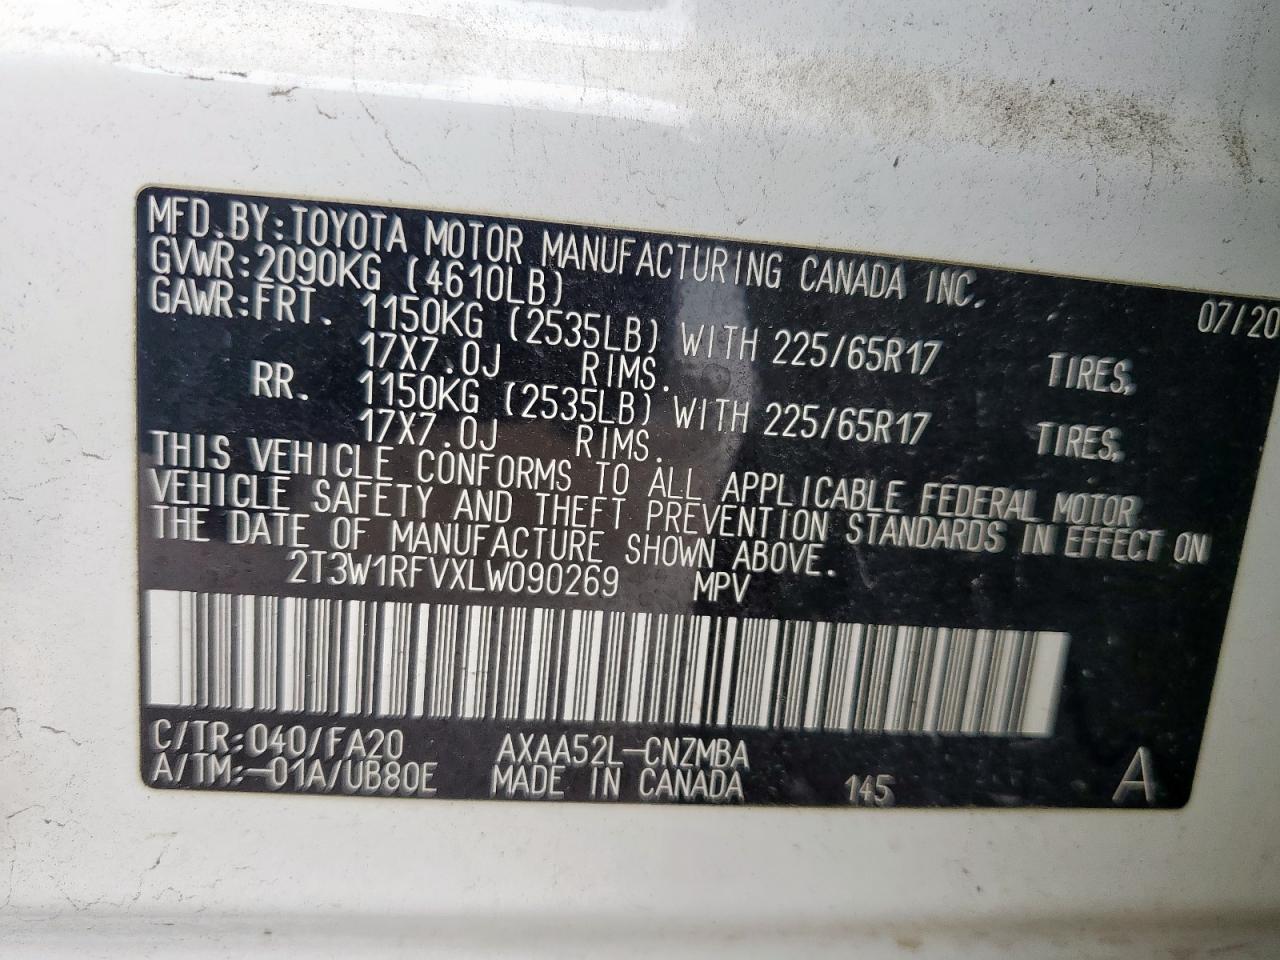 MFD.BY:TOYOTA MOTOR MANUFACTURING CANADA INC. 07/20
GVWR:2090KG (4610LB)
GAWR:FRT. 1150KG (2535LB) WITH 225/65R17 TIRES,
17X7.0J RIMS.
RR. 1150KG (2535LB) WITH 225/65R17 TIRES,
17X7.0J RIMS.
THIS VEHICLE CONFORMS TO ALL APPLICABLE FEDERAL MOTOR
VEHICLE SAFETY AND THEFT PREVENTION STANDARDS IN EFFECT ON
THE DATE OF MANUFACTURE SHOWN ABOVE.
2T3W1RFVXLW090269 MPV
C/TR:040/FA20 AXAA52L-CNZMBA
A/TM:-01A/UB80E MADE IN CANADA 145 A